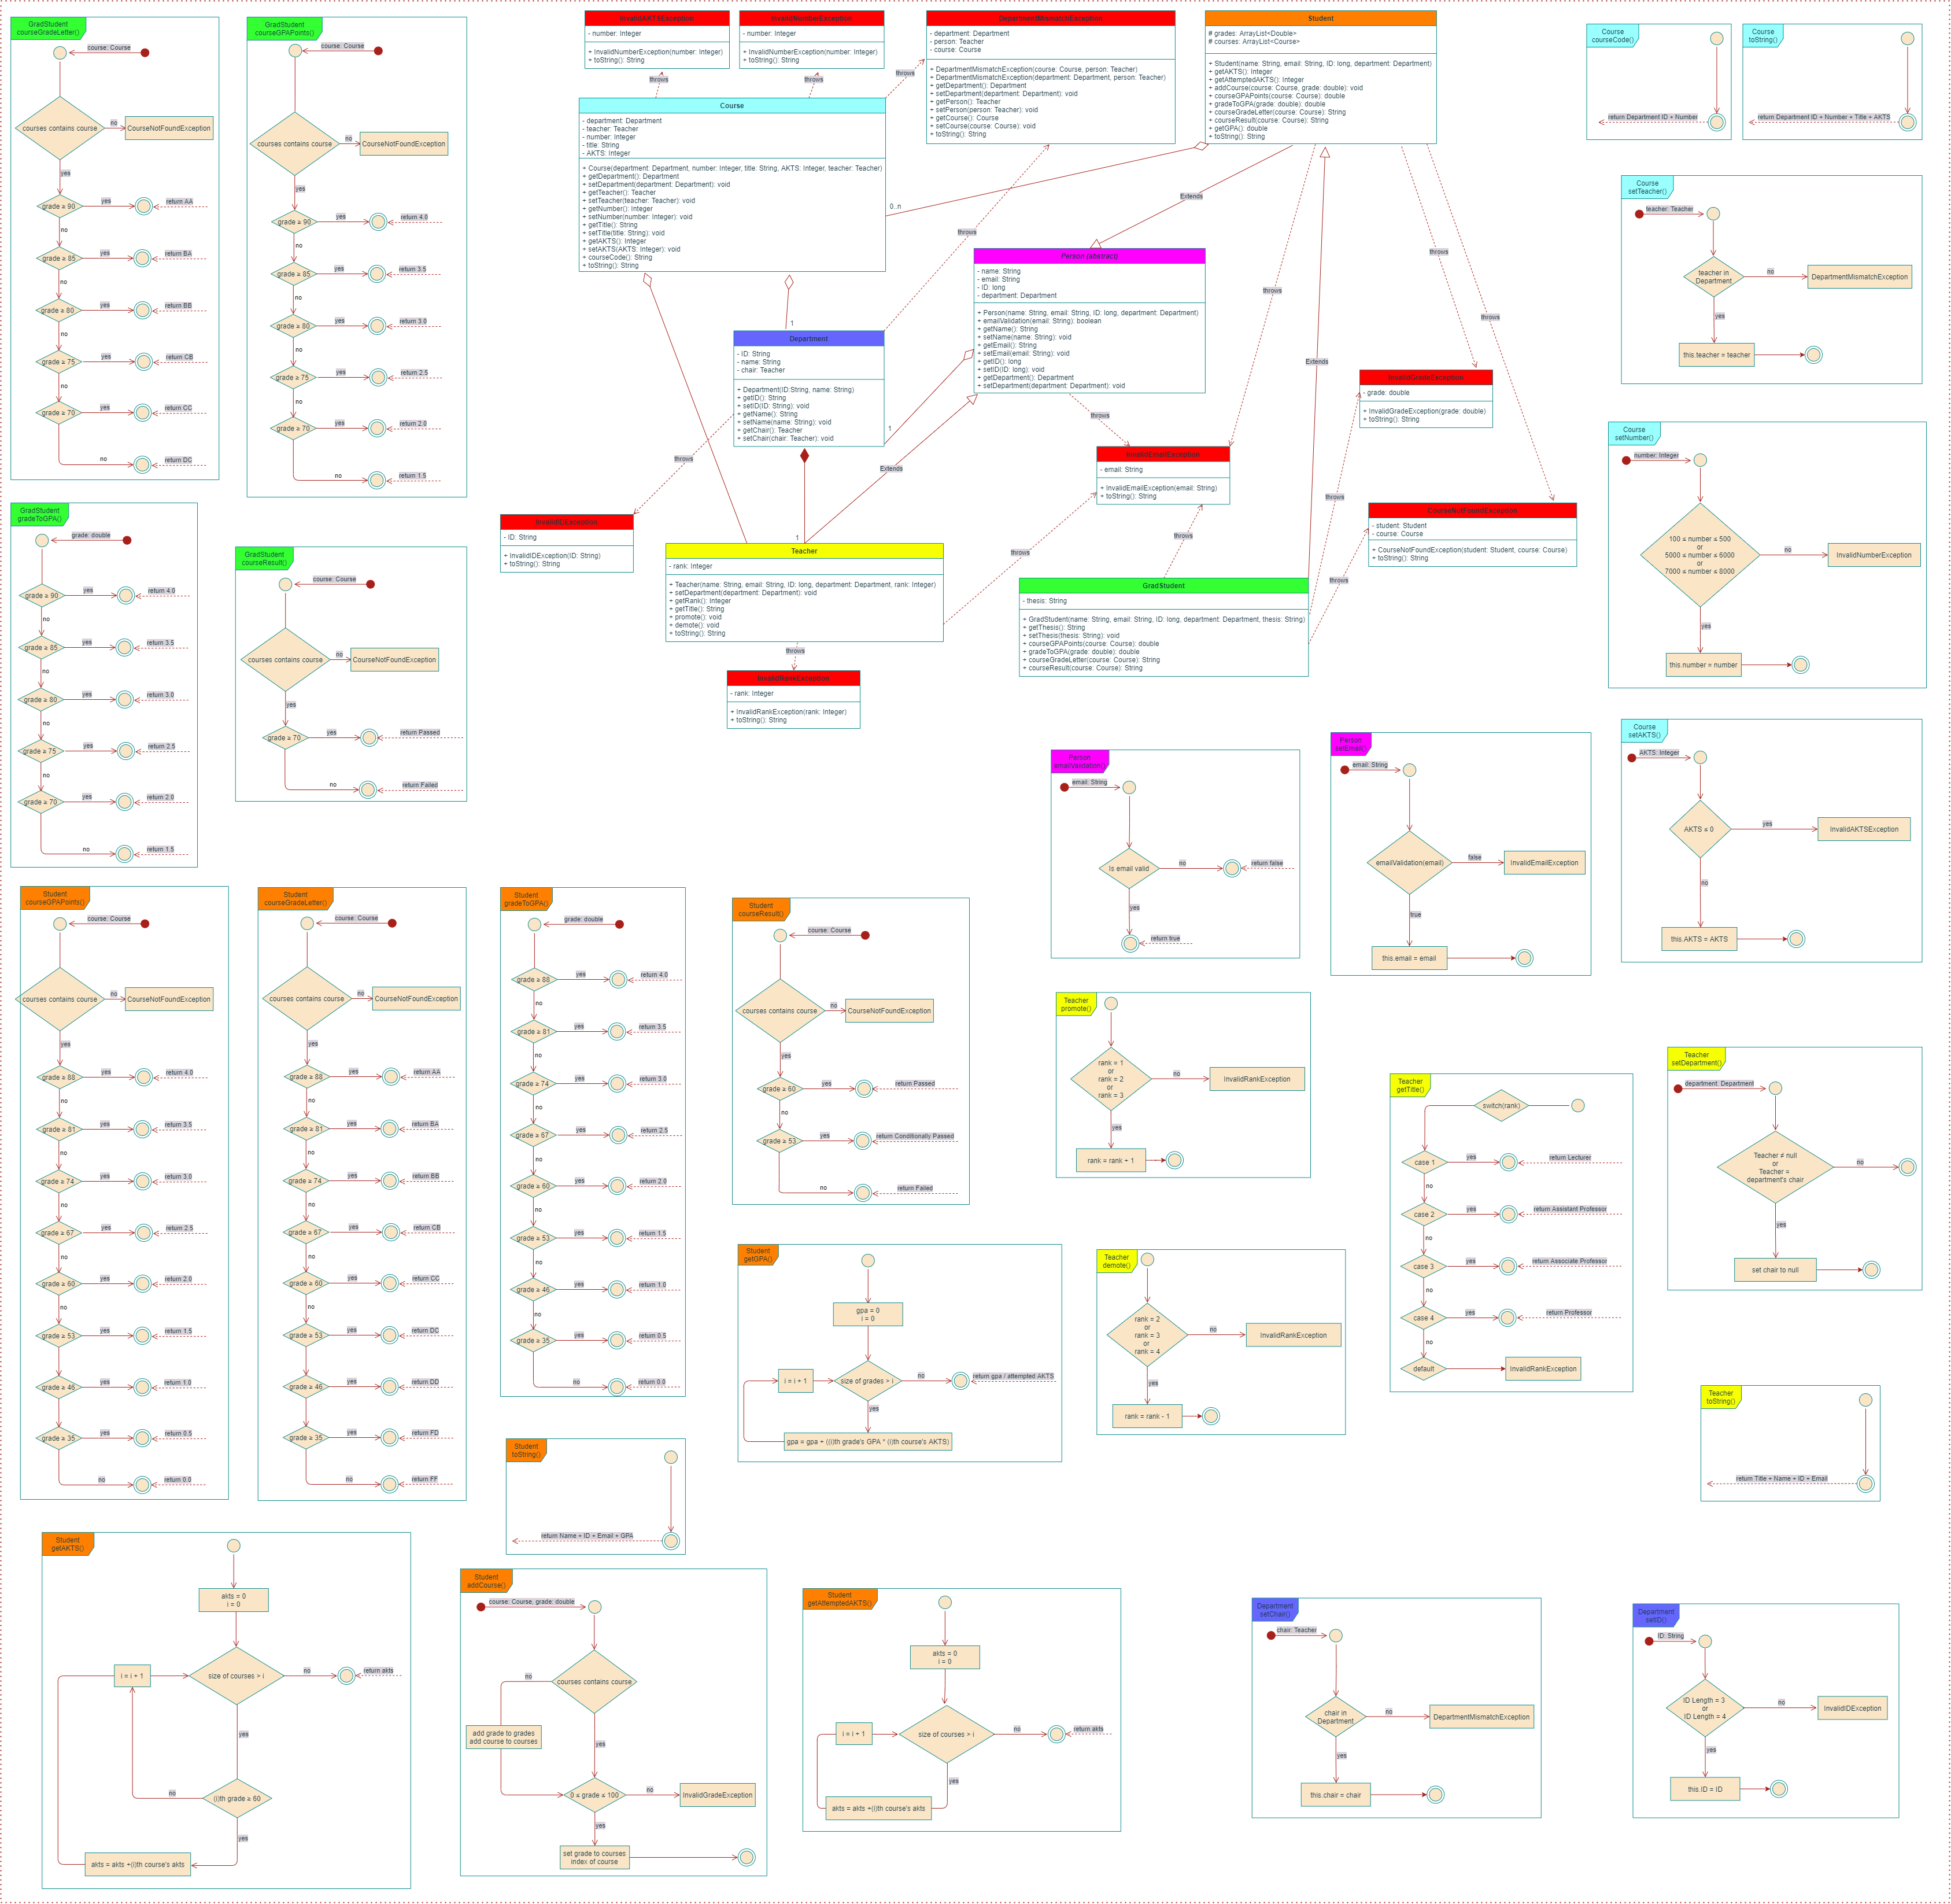 GradStudent
courseGradeLetter()
course: Course
courses contains course
no
CourseNotFoundException
yes
grade ≥ 90
yes
return AA
no
grade ≥ 85
yes
return BA
no
grade ≥ 80
yes
return BB
no
grade ≥ 75
yes
return CB
no
grade ≥ 70
yes
return CC
no
return DC
GradStudent
courseGPAPoints()
course: Course
courses contains course
no
CourseNotFoundException
yes
grade ≥ 90
yes
return 4.0
no
grade ≥ 85
yes
return 3.5
no
grade ≥ 80
yes
return 3.0
no
grade ≥ 75
yes
return 2.5
no
grade ≥ 70
yes
return 2.0
no
return 1.5
InvalidAKTSException
- number: Integer
+ InvalidNumberException(number: Integer)
+ toString(): String
InvalidNumberException
- number: Integer
+ InvalidNumberException(number: Integer)
+ toString(): String
DepartmentMismatchException
- department: Department
- person: Teacher
- course: Course
+ DepartmentMismatchException(course: Course, person: Teacher)
+ DepartmentMismatchException(department: Department, person: Teacher)
+ getDepartment(): Department
+ setDepartment(department: Department): void
+ getPerson(): Teacher
+ setPerson(person: Teacher): void
+ getCourse(): Course
+ setCourse(course: Course): void
+ toString(): String
Student
# grades: ArrayList<Double>
# courses: ArrayList<Course>
+ Student(name: String, email: String, ID: long, department: Department)
+ getAKTS(): Integer
+ getAttemptedAKTS(): Integer
+ addCourse(course: Course, grade: double): void
+ courseGPAPoints(course: Course): double
+ gradeToGPA(grade: double): double
+ courseGradeLetter(course: Course): String
+ courseResult(course: Course): String
+ getGPA(): double
+ toString(): String
throws
throws
throws
Course
- department: Department
- teacher: Teacher
- number: Integer
- title: String
- AKTS: Integer
+ Course(department: Department, number: Integer, title: String, AKTS: Integer, teacher: Teacher)
+ getDepartment(): Department
+ setDepartment(department: Department): void
+ getTeacher(): Teacher
+ setTeacher(teacher: Teacher): void
+ getNumber(): Integer
+ setNumber(number: Integer): void
+ getTitle(): String
+ setTitle(title: String): void
+ getAKTS(): Integer
+ setAKTS(AKTS: Integer): void
+ courseCode(): String
+ toString(): String
0..n
Extends
throws
throws
throws
throws
Extends
1
Person (abstract)
- name: String
- email: String
- ID: long
- department: Department
+ Person(name: String, email: String, ID: long, department: Department)
+ emailValidation(email: String): boolean
+ getName(): String
+ setName(name: String): void
+ getEmail(): String
+ setEmail(email: String): void
+ getID(): long
+ setID(ID: long): void
+ getDepartment(): Department
+ setDepartment(department: Department): void
Department
- ID: String
- name: String
- chair: Teacher
+ Department(ID:String, name: String)
+ getID(): String
+ setID(ID: String): void
+ getName(): String
+ setName(name: String): void
+ getChair(): Teacher
+ setChair(chair: Teacher): void
1
throws
throws
Extends
InvalidGradeException
- grade: double
+ InvalidGradeException(grade: double)
+ toString(): String
InvalidEmailException
- email: String
+ InvalidEmailException(email: String)
+ toString(): String
throws
InvalidIDException
- ID: String
+ InvalidIDException(ID: String)
+ toString(): String
1
CourseNotFoundException
- student: Student
- course: Course
+ CourseNotFoundException(student: Student, course: Course)
+ toString(): String
throws
throws
throws
Teacher
- rank: Integer
+ Teacher(name: String, email: String, ID: long, department: Department, rank: Integer)
+ setDepartment(department: Department): void
+ getRank(): Integer
+ getTitle(): String
+ promote(): void
+ demote(): void
+ toString(): String
throws
InvalidRankException
- rank: Integer
+ InvalidRankException(rank: Integer)
+ toString(): String
GradStudent
- thesis: String
+ GradStudent(name: String, email: String, ID: long, department: Department, thesis: String)
+ getThesis(): String
+ setThesis(thesis: String): void
+ courseGPAPoints(course: Course): double
+ gradeToGPA(grade: double): double
+ courseGradeLetter(course: Course): String
+ courseResult(course: Course): String
Course
courseCode()
return Department ID + Number
Course
toString()
return Department ID + Number + Title + AKTS
Course
setTeacher()
teacher: Teacher
teacher in
Department
no
DepartmentMismatchException
yes
this.teacher = teacher
Course
setNumber()
number: Integer
100 ≤ number ≤ 500
or
5000 ≤ number ≤ 6000
or
7000 ≤ number ≤ 8000
no
InvalidNumberException
yes
this.number = number
Course
setAKTS()
AKTS: Integer
AKTS ≤ 0
yes
InvalidAKTSException
no
this.AKTS = AKTS
GradStudent
gradeToGPA()
grade: double
grade ≥ 90
yes
return 4.0
no
grade ≥ 85
yes
return 3.5
no
grade ≥ 80
yes
return 3.0
no
grade ≥ 75
yes
return 2.5
no
grade ≥ 70
yes
return 2.0
no
return 1.5
GradStudent
courseResult()
course: Course
courses contains course
no
CourseNotFoundException
yes
grade ≥ 70
yes
return Passed
no
return Failed
Person
emailValidation()
email: String
Is email valid
no
return false
yes
return true
Person
setEmail()
email: String
emailValidation(email)
false
InvalidEmailException
true
this.email = email
Student
courseGPAPoints()
course: Course
courses contains course
no
CourseNotFoundException
yes
grade ≥ 88
yes
return 4.0
no
grade ≥ 81
yes
return 3.5
no
grade ≥ 74
yes
return 3.0
no
grade ≥ 67
yes
return 2.5
no
grade ≥ 60
yes
return 2.0
no
grade ≥ 53
yes
return 1.5
no
grade ≥ 46
yes
return 1.0
no
grade ≥ 35
yes
return 0.5
no
return 0.0
Student
courseGradeLetter()
course: Course
courses contains course
no
CourseNotFoundException
yes
grade ≥ 88
yes
return AA
no
grade ≥ 81
yes
return BA
no
grade ≥ 74
yes
return BB
no
grade ≥ 67
yes
return CB
no
grade ≥ 60
yes
return CC
no
grade ≥ 53
yes
return DC
no
grade ≥ 46
yes
return DD
no
grade ≥ 35
yes
return FD
no
return FF
Student
gradeToGPA()
grade: double
grade ≥ 88
yes
return 4.0
no
grade ≥ 81
yes
return 3.5
no
grade ≥ 74
yes
return 3.0
no
grade ≥ 67
yes
return 2.5
no
grade ≥ 60
yes
return 2.0
no
grade ≥ 53
yes
return 1.5
no
grade ≥ 46
yes
return 1.0
no
grade ≥ 35
yes
return 0.5
no
return 0.0
Student
courseResult()
course: Course
courses contains course
no
CourseNotFoundException
yes
grade ≥ 60
yes
return Passed
no
grade ≥ 53
yes
return Conditionally Passed
no
return Failed
Teacher
promote()
rank = 1
or
rank = 2
or
rank = 3
no
InvalidRankException
yes
rank = rank + 1
Teacher
getTitle()
switch(rank)
case 1
yes
return Lecturer
no
case 2
yes
return Assistant Professor
no
case 3
yes
return Associate Professor
no
case 4
yes
return Professor
no
default
InvalidRankException
Teacher
setDepartment()
department: Department
Teacher ≠ null
or
Teacher =
department's chair
no
yes
set chair to null
Student
getGPA()
gpa = 0
i = 0
i = i + 1
size of grades > i
no
return gpa / attempted AKTS
yes
gpa = gpa + (((i)th grade's GPA * (i)th course's AKTS)
Teacher
demote()
rank = 2
or
rank = 3
or
rank = 4
no
InvalidRankException
yes
rank = rank - 1
Teacher
toString()
return Title + Name + ID + Email
Student
toString()
return Name + ID + Email + GPA
Student
getAKTS()
akts = 0
i = 0
i = i + 1
size of courses > i
no
return akts
yes
no
(i)th grade ≥ 60
yes
akts = akts +(i)th course's akts
Student
addCourse()
course: Course, grade: double
no
courses contains course
add grade to grades
add course to courses
yes
0 ≤ grade ≤ 100
no
InvalidGradeException
yes
set grade to courses
index of course
Student
getAttemptedAKTS()
akts = 0
i = 0
i = i + 1
size of courses > i
no
return akts
yes
akts = akts +(i)th course's akts
Department
setChair()
chair: Teacher
chair in
Department
no
DepartmentMismatchException
yes
this.chair = chair
Department
setID()
ID: String
ID Length = 3
or
ID Length = 4
no
InvalidIDException
yes
this.ID = ID